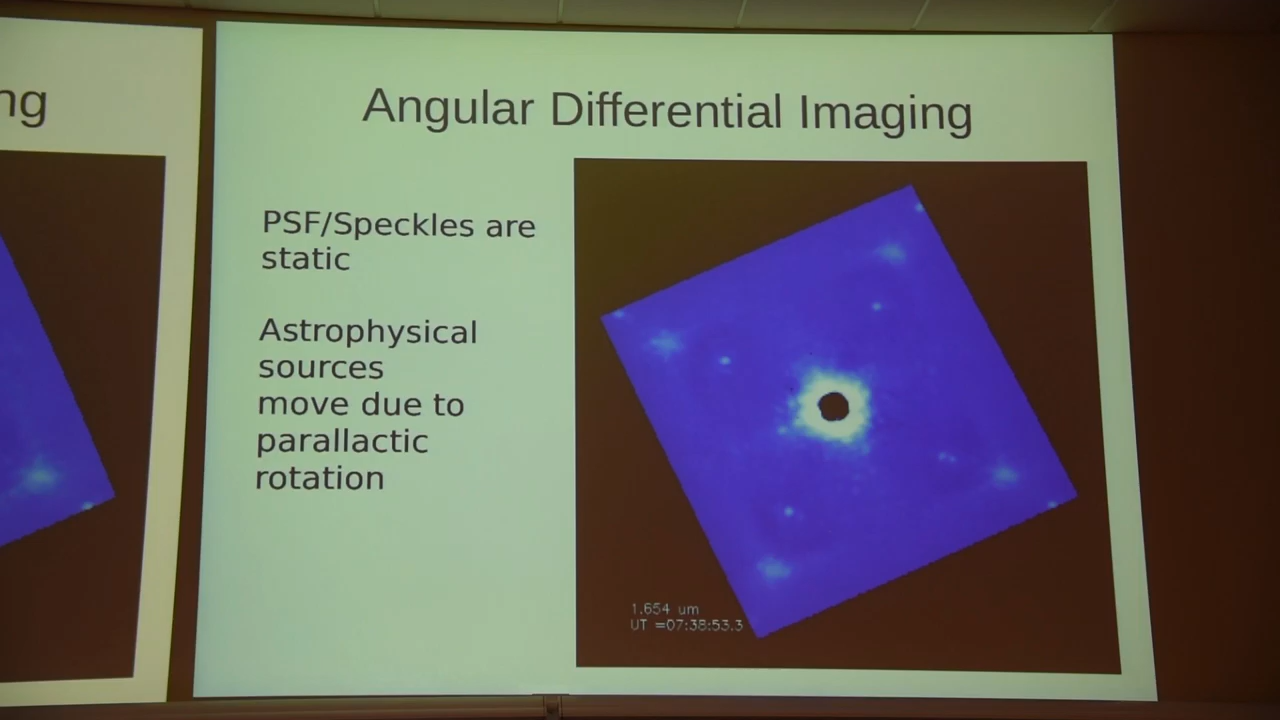 ng
Angular Differential Imaging
PSF/Speckles are
static
Astrophysical
sources
move due to
parallactic
rotation
1.654 um
UT =07:38:53.3